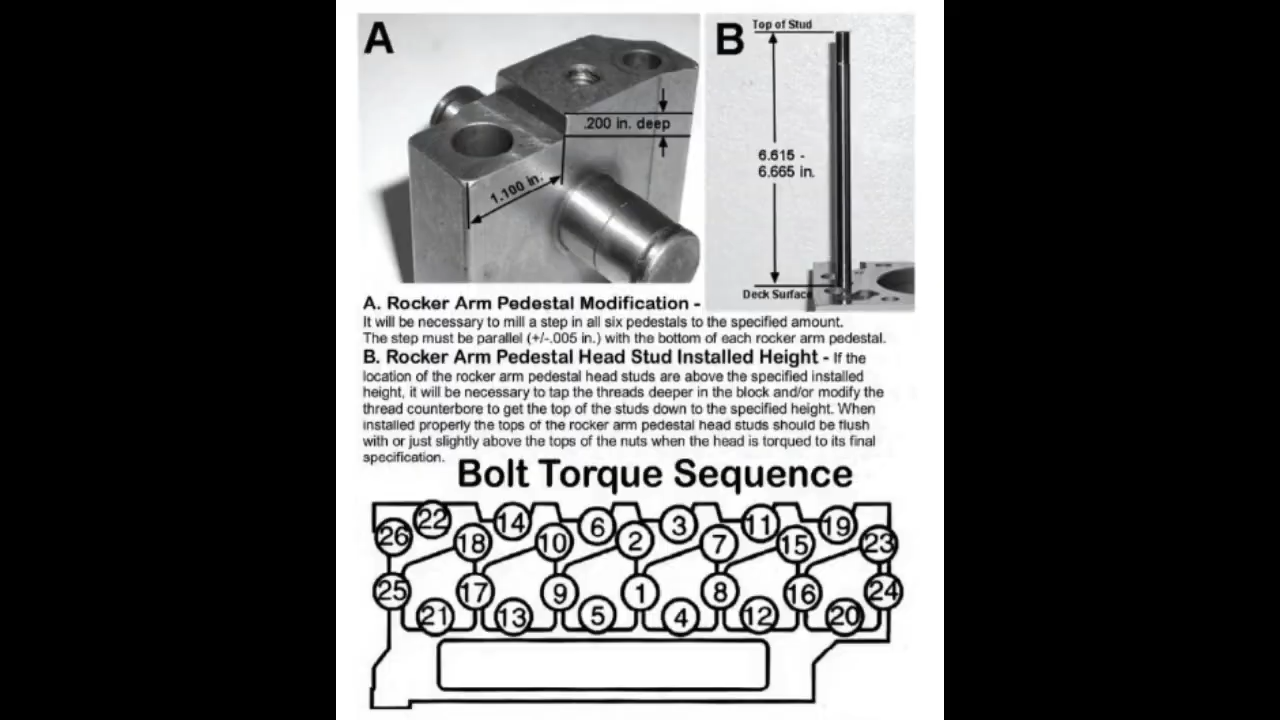 A
.200 in. deep
1.100 in.
B
Top of Stud
6.615 -
6.665 in.
Deck Surface
A. Rocker Arm Pedestal Modification -
It will be necessary to mill a step in all six pedestals to the specified amount.
The step must be parallel (+/-.005 in.) with the bottom of each rocker arm pedestal.
B. Rocker Arm Pedestal Head Stud Installed Height - If the
location of the rocker arm pedestal head studs are above the specified installed
height, it will be necessary to tap the threads deeper in the block and/or modify the
thread counterbore to get the top of the studs down to the specified height. When
installed properly the tops of the rocker arm pedestal head studs should be flush
with or just slightly above the tops of the nuts when the head is torqued to its final
specification.
Bolt Torque Sequence
26 22 18 14 10 6 2 3 7 11 15 19 23
25 17 9 1 8 16 24
21 13 5 4 12 20